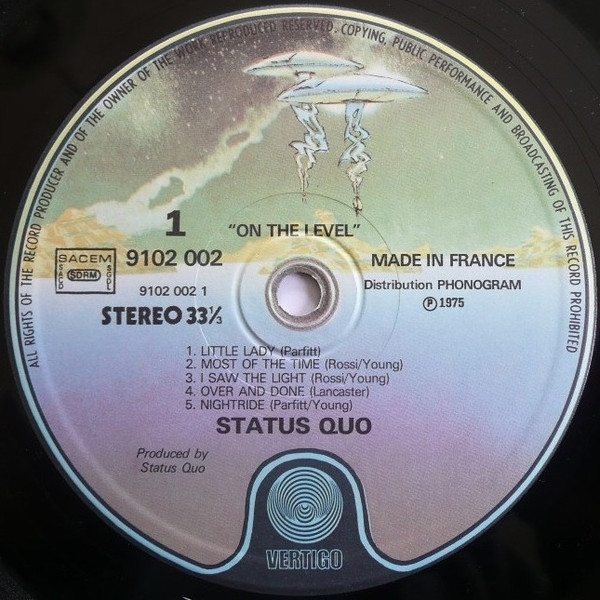 ALL RIGHTS OF THE RECORD PRODUCER AND OF THE OWNER OF THE WORK REPRODUCED RESERVED. COPYING, PUBLIC PERFORMANCE AND BROADCASTING OF THIS RECORD PROHIBITED
1
"ON THE LEVEL"
SACEM
SACD SDRM SGDL
9102 002
MADE IN FRANCE
9102 002 1
Distribution PHONOGRAM
STEREO 33⅓
Ⓟ 1975
1. LITTLE LADY (Parfitt)
2. MOST OF THE TIME (Rossi/Young)
3. I SAW THE LIGHT (Rossi/Young)
4. OVER AND DONE (Lancaster)
5. NIGHTRIDE (Parfitt/Young)
STATUS QUO
Produced by
Status Quo
VERTIGO